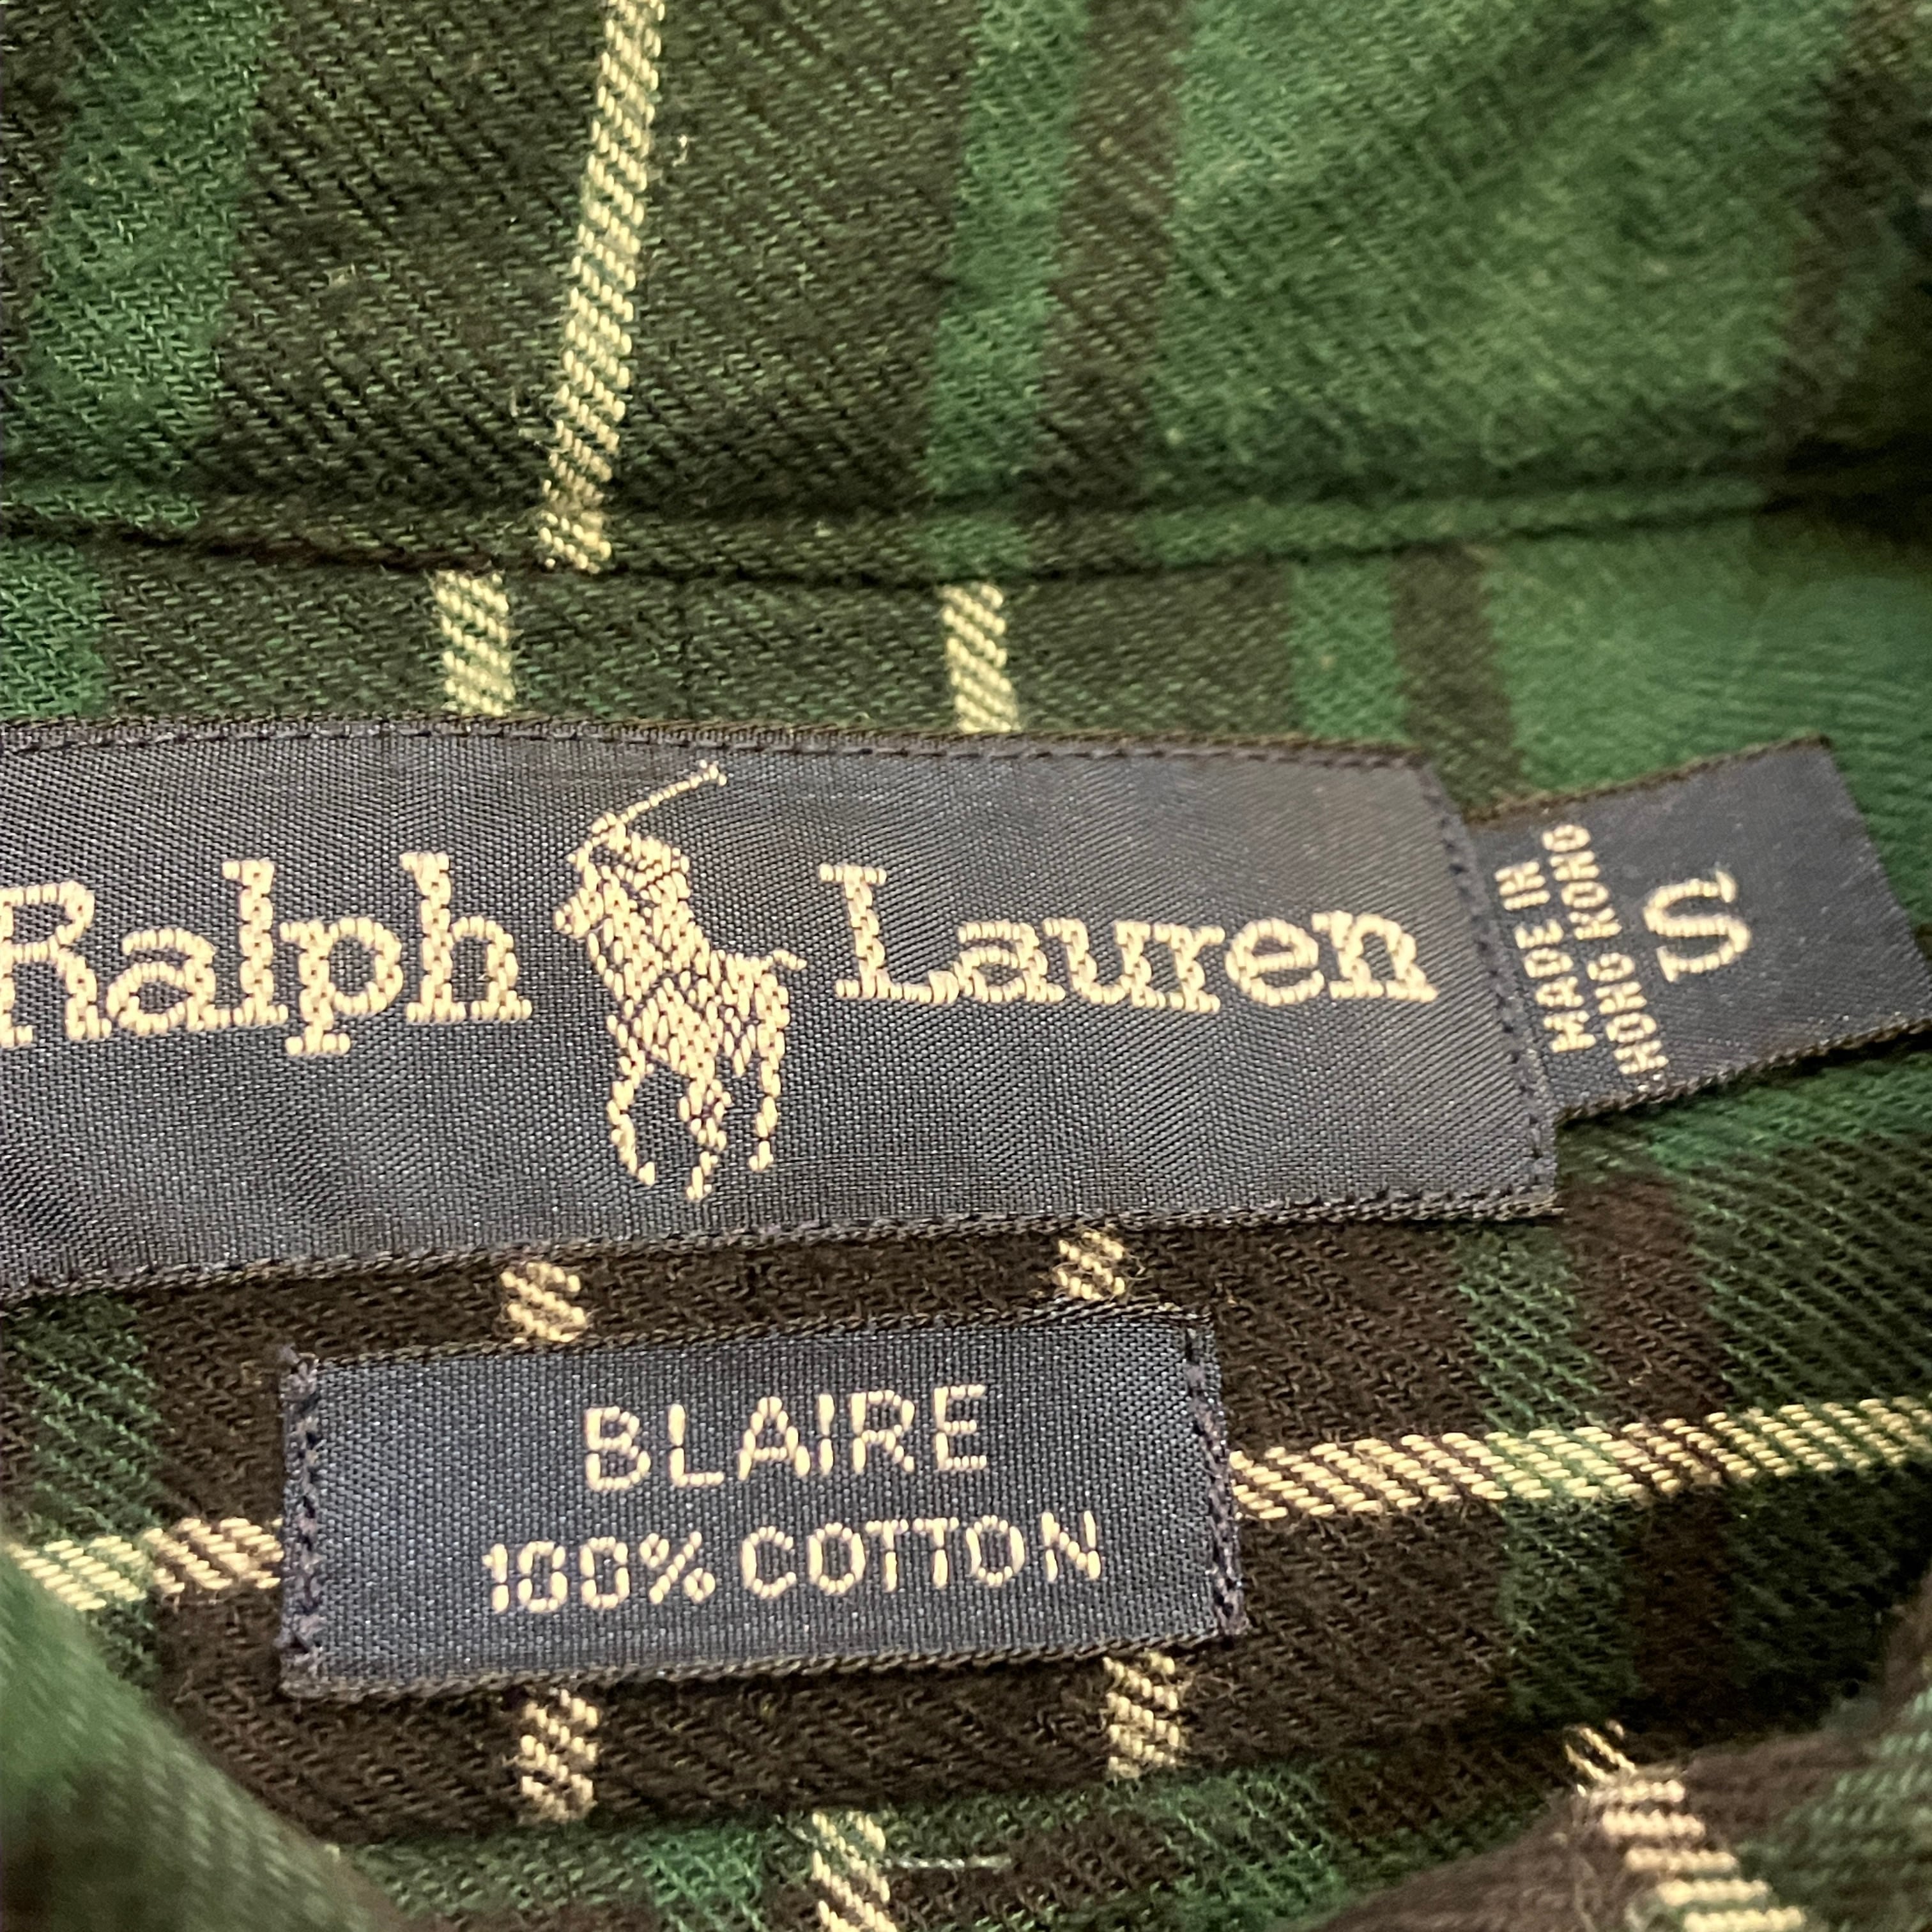 Ralph Lauren
MADE IN
HONG KONG
S
BLAIRE
100% COTTON